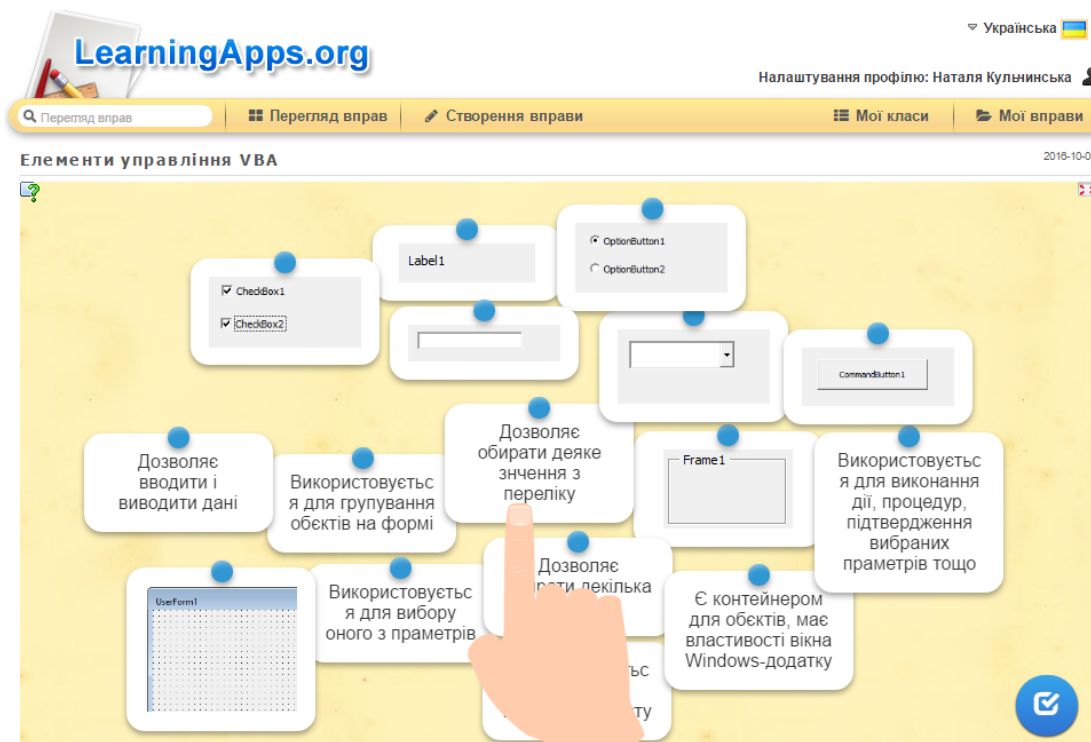 LearningApps.org
Українська
Налаштування профілю: Наталя Кульчинська
Перегляд вправ
Перегляд вправ
Створення вправи
Мої класи
Мої вправи
Елементи управління VBA
2016-10-0
CheckBox1
CheckBox2
Label1
OptionButton1
OptionButton2
CommandButton1
Дозволяє
вводити і
виводити дані
Використовуєтьс
я для групування
обєктів на формі
Дозволяє
обирати деяке
знчення з
переліку
Frame1
Використовуєтьс
я для виконання
дії, процедур,
підтвердження
вибраних
праметрів тощо
UserForm1
Використовуєтьс
я для вибору
оного з праметрів
Дозволяє
декілька
Є контейнером
для обєктів, має
властивості вікна
Windows-додатку